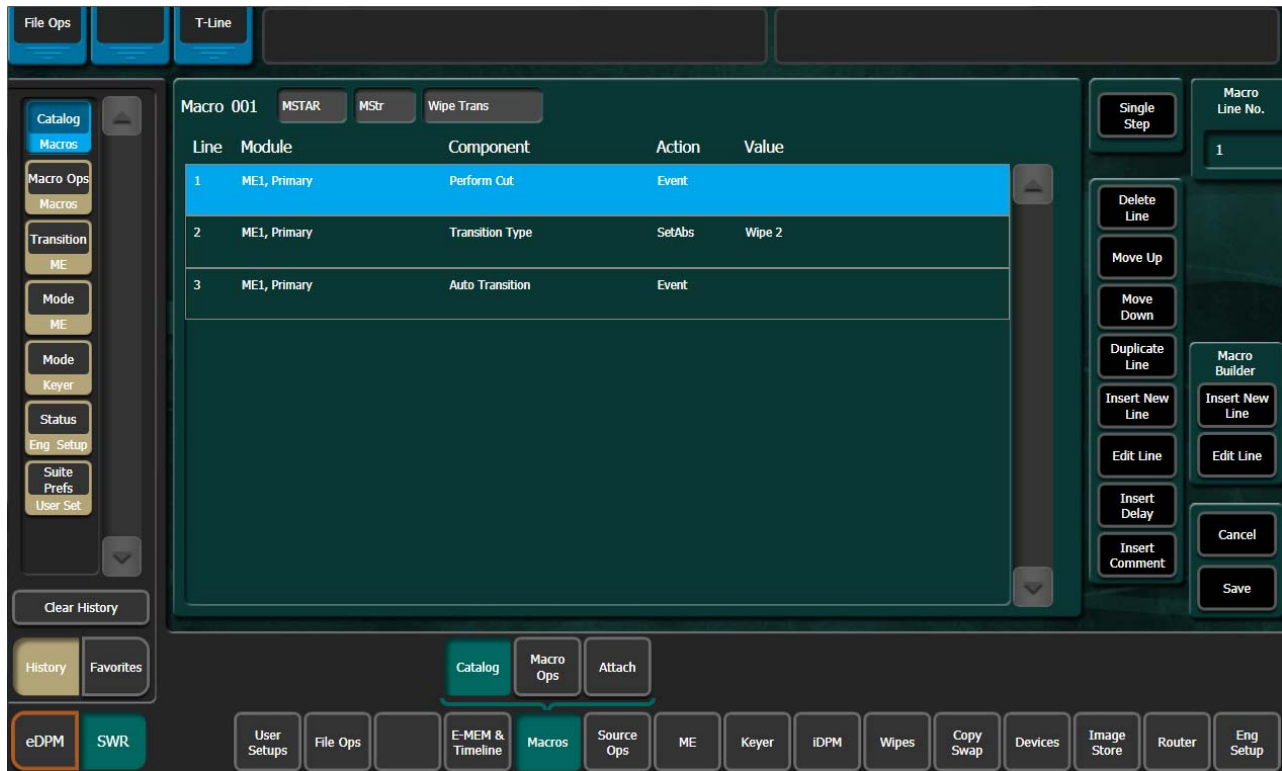 File Ops
T-Line
Catalog
Macros
Macro Ops
Macros
Transition
ME
Mode
ME
Mode
Keyer
Status
Eng Setup
Suite
Prefs
User Set
Clear History
History
Favorites
Macro 001 MSTAR MStr Wipe Trans
Line Module Component Action Value
1 ME1, Primary Perform Cut Event
2 ME1, Primary Transition Type SetAbs Wipe 2
3 ME1, Primary Auto Transition Event
Single
Step
Delete
Line
Move Up
Move
Down
Duplicate
Line
Insert New
Line
Edit Line
Insert
Delay
Insert
Comment
Macro
Line No.
1
Macro
Builder
Insert New
Line
Edit Line
Cancel
Save
Catalog
Macro
Ops
Attach
eDPM
SWR
User
Setups
File Ops
E-MEM &
Timeline
Macros
Source
Ops
ME
Keyer
iDPM
Wipes
Copy
Swap
Devices
Image
Store
Router
Eng
Setup